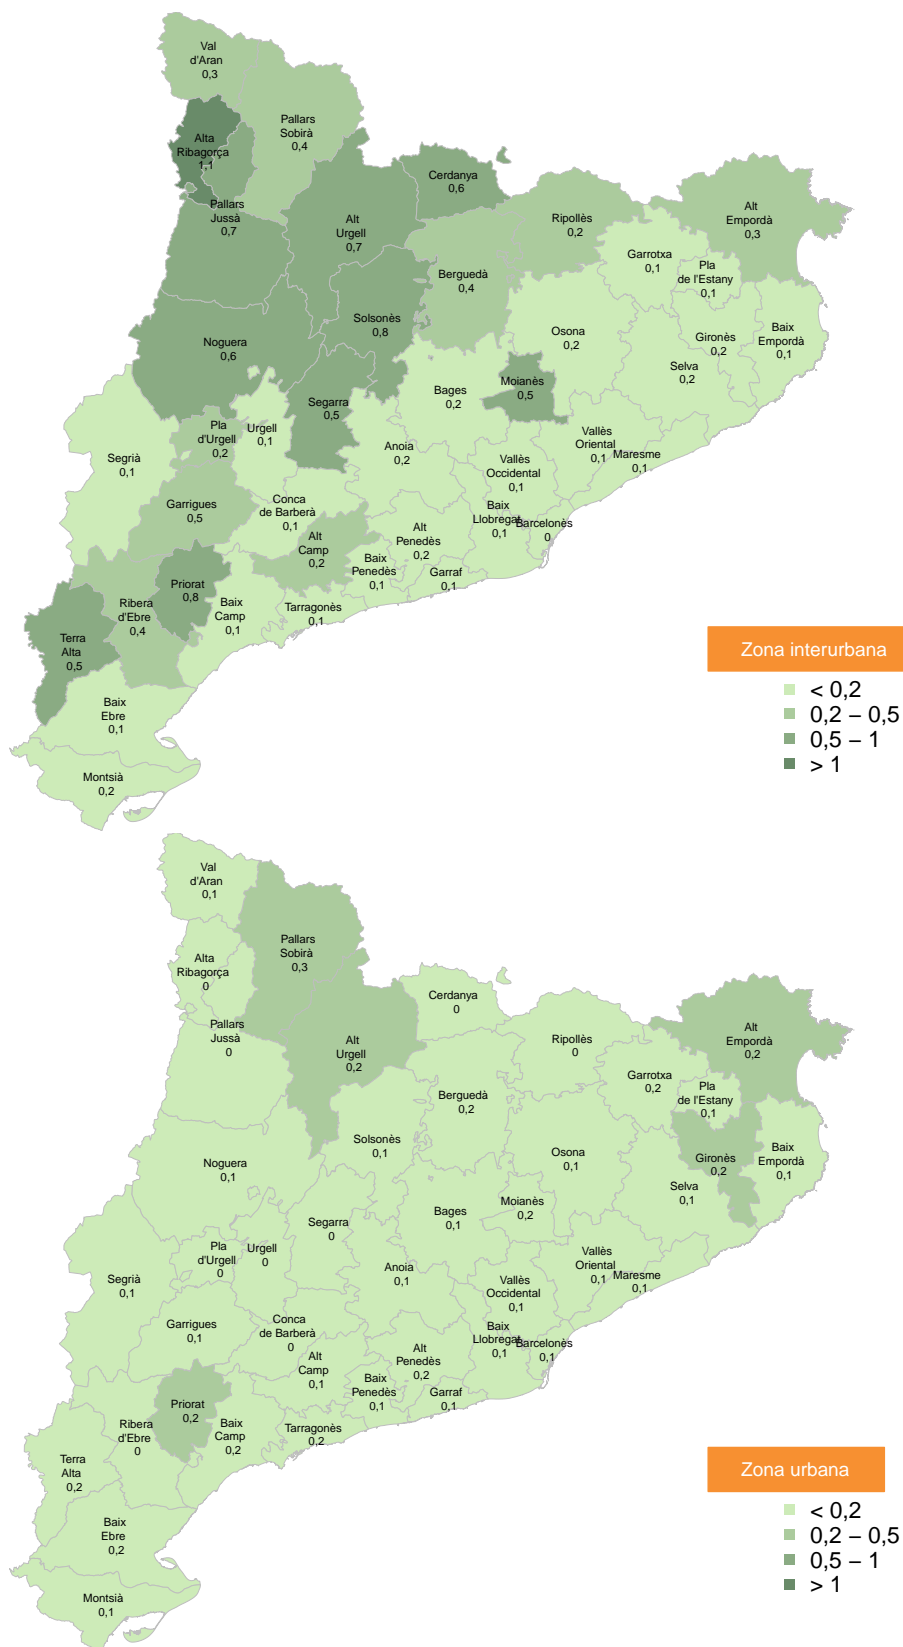 Val
d'Aran
0,3
Pallars
Sobirà
0,4
Alta
Ribagorça
1,1
Cerdanya
0,6
Pallars
Jussà
0,7
Alt
Urgell
0,7
Ripollès
0,2
Alt
Empordà
0,3
Garrotxa
0,1
Pla
de l'Estany
0,1
Berguedà
0,4
Solsonès
0,8
Osona
0,2
Gironès
0,2
Baix
Empordà
0,1
Noguera
0,6
Selva
0,2
Moianès
0,5
Bages
0,2
Segarra
0,5
Pla
d'Urgell
0,2
Urgell
0,1
Anoia
0,2
Vallès
Oriental
0,1
Maresme
0,1
Segrià
0,1
Vallès
Occidental
0,1
Garrigues
0,5
Conca
de Barberà
0,1
Baix
Llobregat
0,1
Barcelonès
0
Alt
Camp
0,2
Alt
Penedès
0,2
Baix
Penedès
0,1
Garraf
0,1
Priorat
0,8
Ribera
d'Ebre
0,4
Baix
Camp
0,1
Tarragonès
0,1
Terra
Alta
0,5
Baix
Ebre
0,1
Montsià
0,2
Zona interurbana
< 0,2
0,2 – 0,5
0,5 – 1
> 1
Val
d'Aran
0,1
Pallars
Sobirà
0,3
Alta
Ribagorça
0
Cerdanya
0
Pallars
Jussà
0
Alt
Urgell
0,2
Ripollès
0
Alt
Empordà
0,2
Garrotxa
0,2
Pla
de l'Estany
0,1
Berguedà
0,2
Solsonès
0,1
Osona
0,1
Gironès
0,2
Baix
Empordà
0,1
Noguera
0,1
Selva
0,1
Moianès
0,2
Bages
0,1
Segarra
0
Pla
d'Urgell
0
Urgell
0
Anoia
0,1
Vallès
Oriental
0,1
Maresme
0,1
Segrià
0,1
Vallès
Occidental
0,1
Garrigues
0,1
Conca
de Barberà
0
Baix
Llobregat
0,1
Barcelonès
0,1
Alt
Camp
0,1
Alt
Penedès
0,2
Baix
Penedès
0,1
Garraf
0,1
Priorat
0,2
Ribera
d'Ebre
0
Baix
Camp
0,2
Tarragonès
0,2
Terra
Alta
0,2
Baix
Ebre
0,2
Montsià
0,1
Zona urbana
< 0,2
0,2 – 0,5
0,5 – 1
> 1